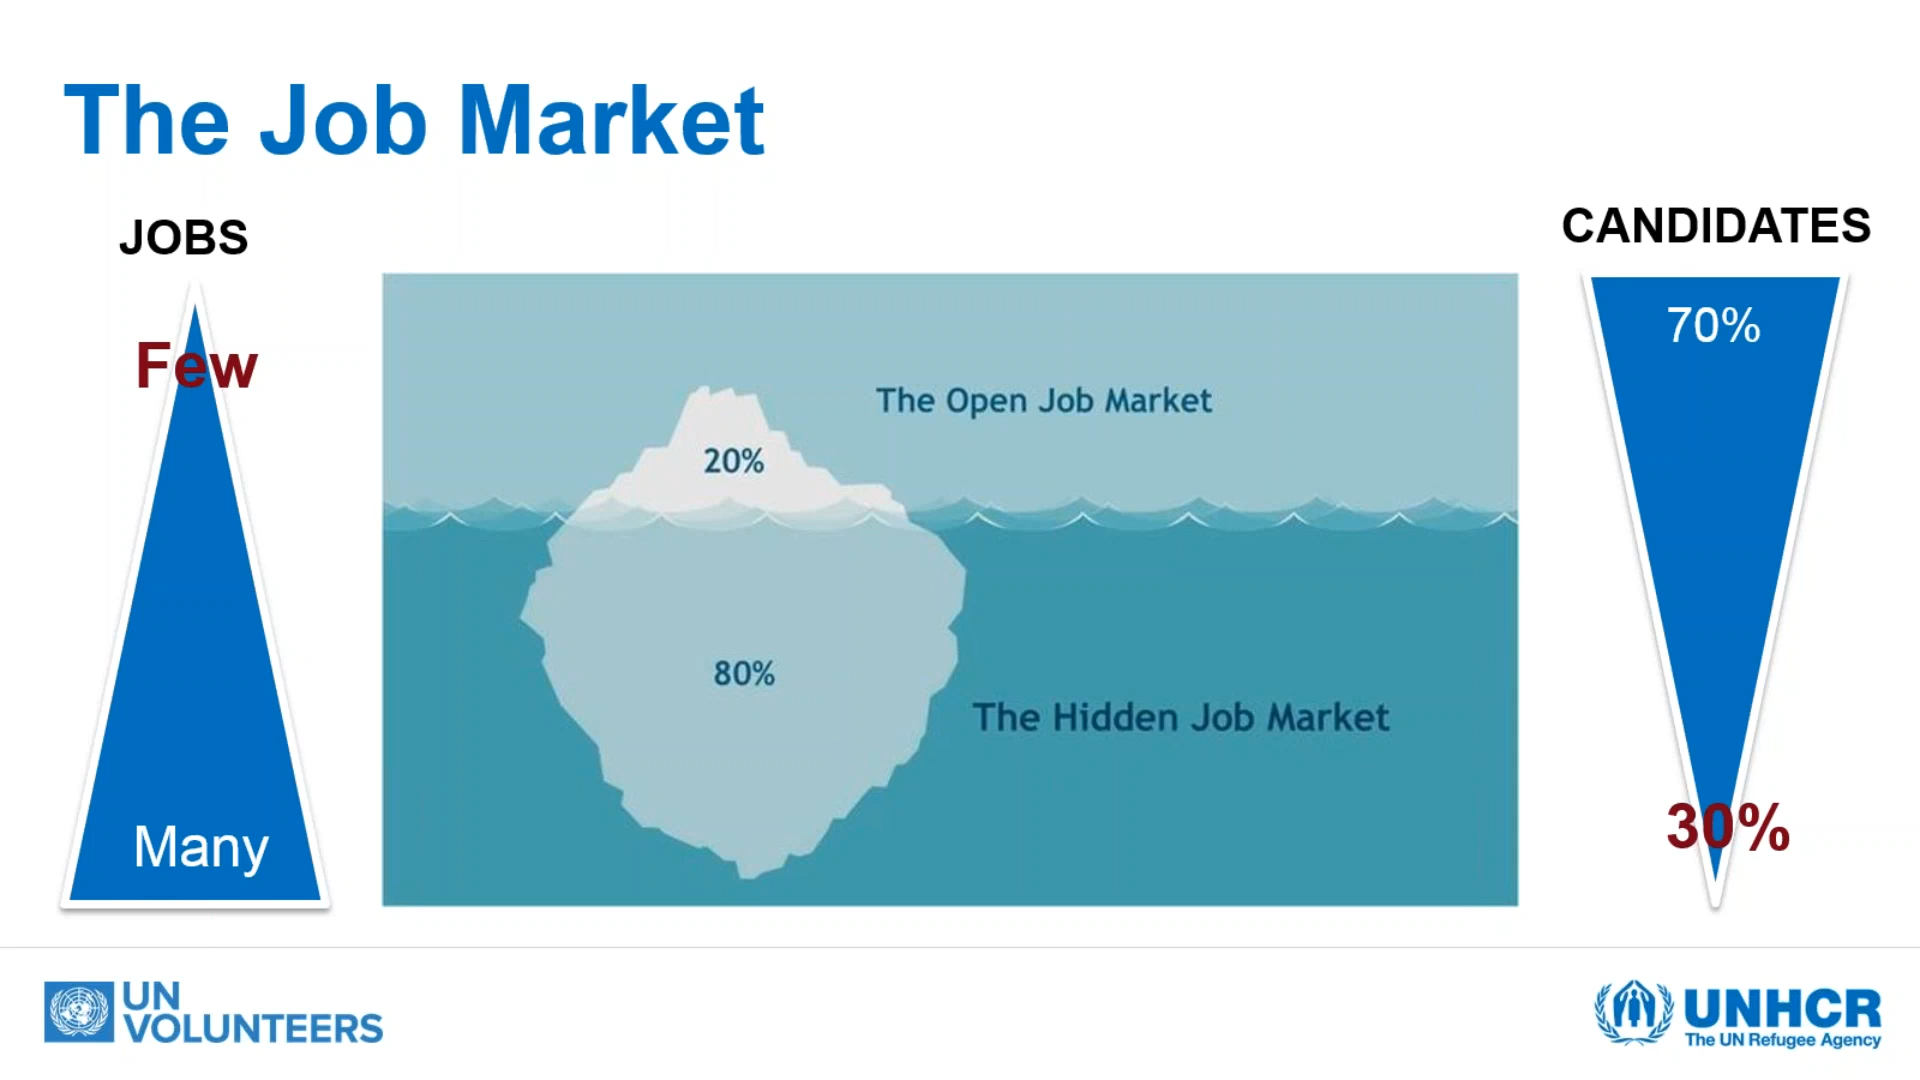 The Job Market
JOBS
CANDIDATES
Few
70%
The Open Job Market
20%
80%
The Hidden Job Market
Many
30%
UN
VOLUNTEERS
UNHCR
The UN Refugee Agency